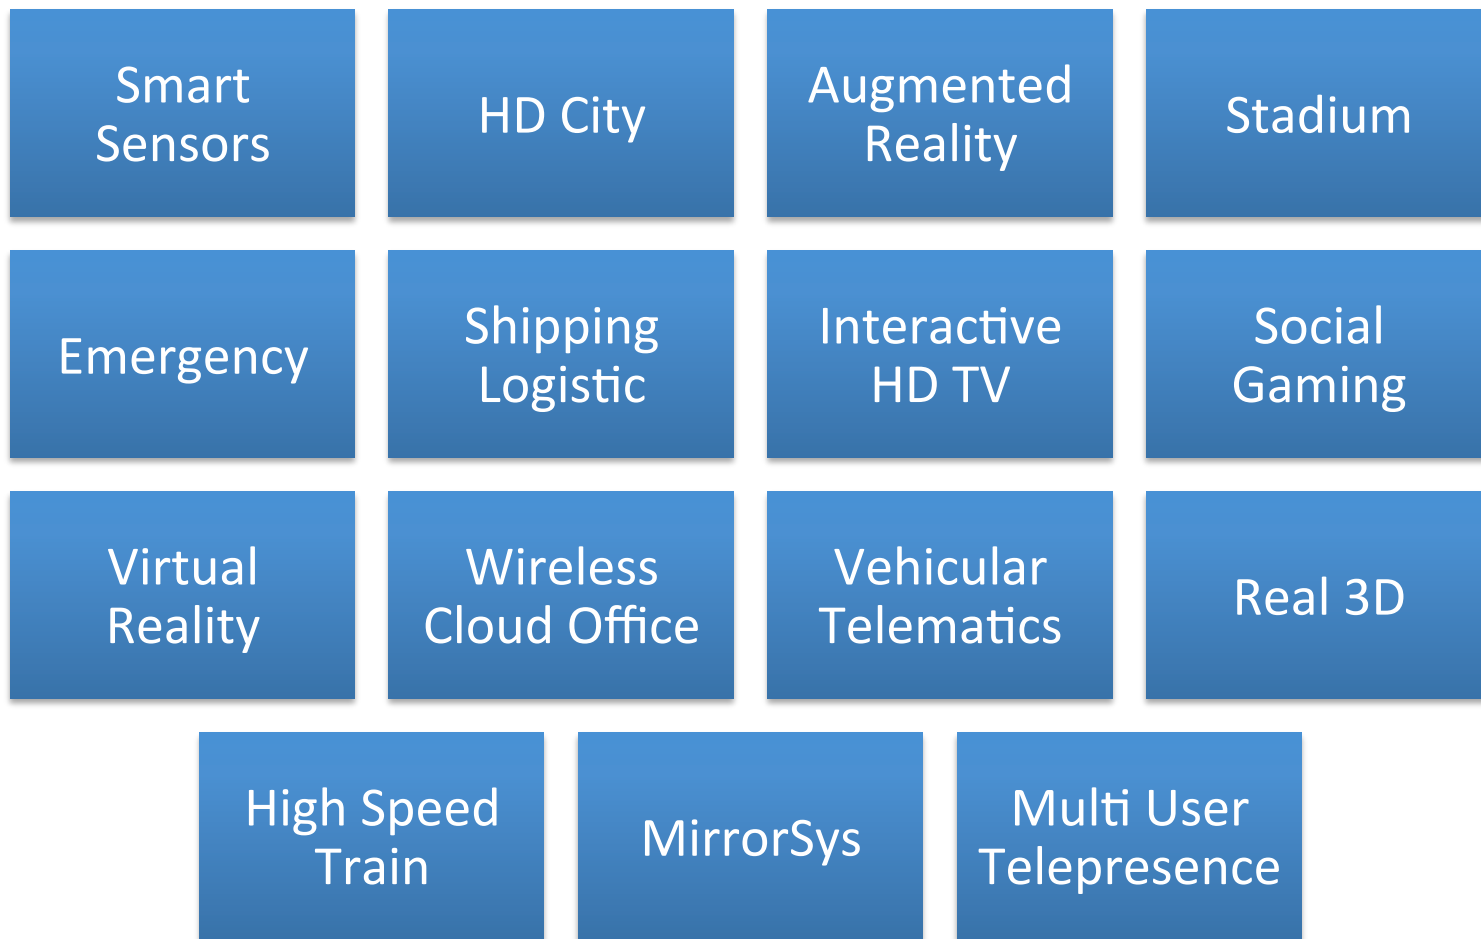 Smart
Sensors
HD City
Augmented
Reality
Stadium
Emergency
Shipping
Logistic
Interactive
HD TV
Social
Gaming
Virtual
Reality
Wireless
Cloud Office
Vehicular
Telematics
Real 3D
High Speed
Train
MirrorSys
Multi User
Telepresence